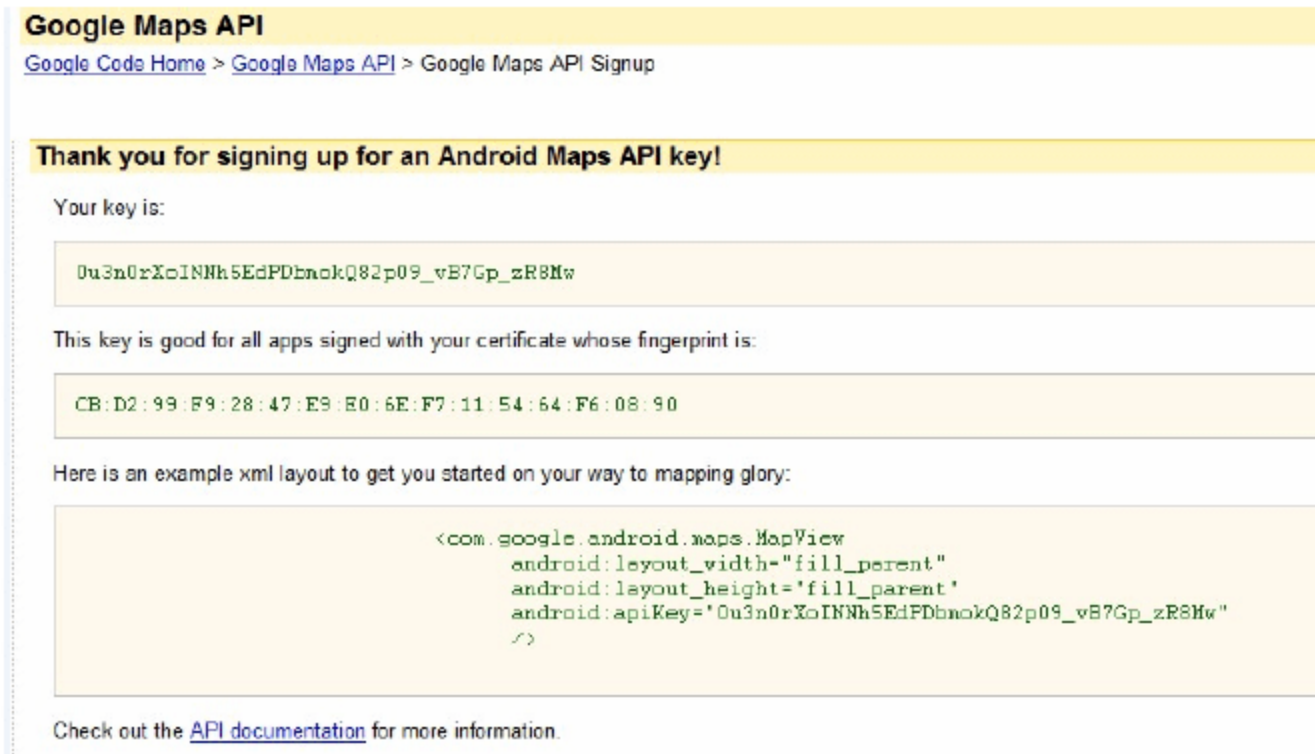 Google Maps API
Google Code Home > Google Maps API > Google Maps API Signup
Thank you for signing up for an Android Maps API key!
Your key is:
0u3n0rXoINNh5EdPDbnokQ82p09_vB7Gp_zR8Mw
This key is good for all apps signed with your certificate whose fingerprint is:
CB:D2:99:F9:28:47:E9:E0:6E:F7:11:54:64:F6:08:90
Here is an example xml layout to get you started on your way to mapping glory:
<com.google.android.maps.MapView
android:layout_width="fill_parent"
android:layout_height="fill_parent"
android:apiKey="0u3n0rXoINNh5EdPDbnokQ82p09_vB7Gp_zR8Mw"
/>
Check out the API documentation for more information.